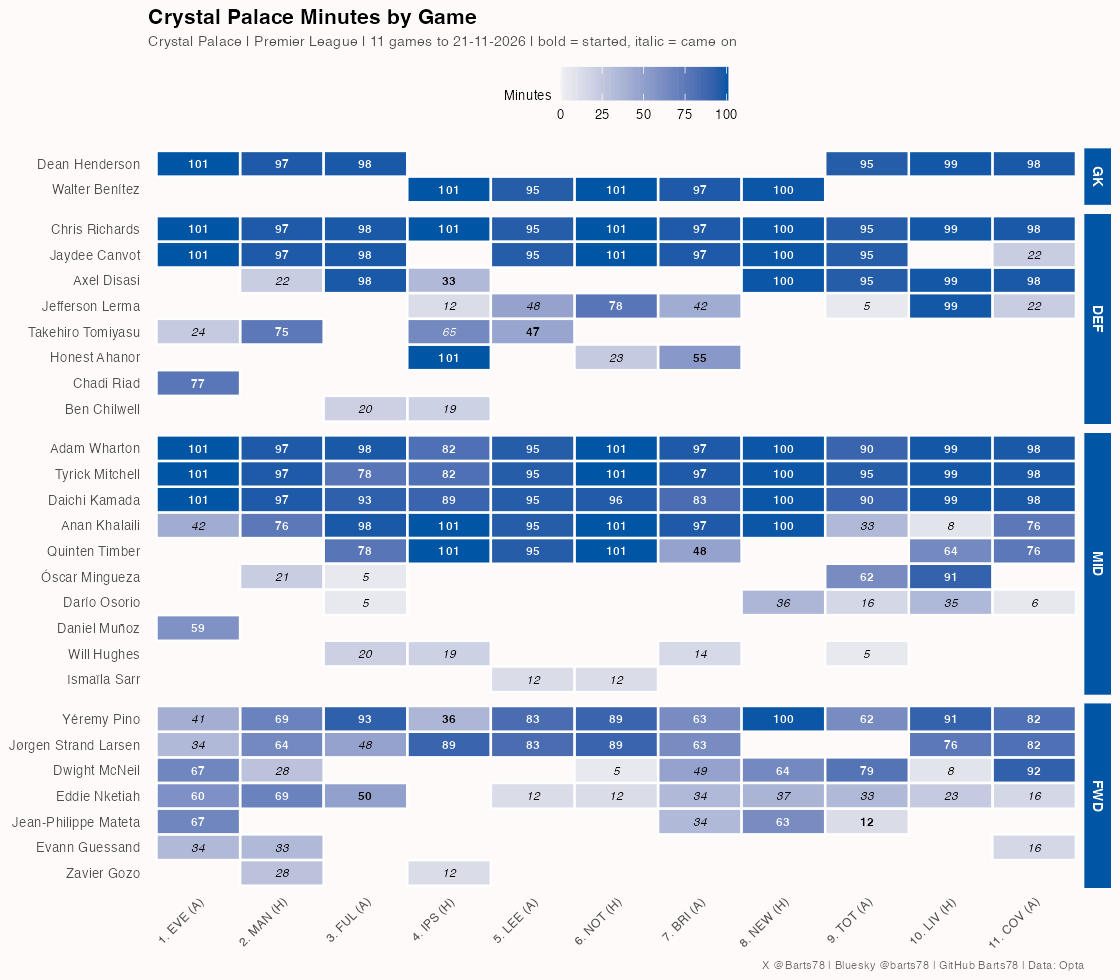 Crystal Palace Minutes by Game
Crystal Palace | Premier League | 11 games to 21-11-2026 | bold = started, italic = came on
Minutes
0 25 50 75 100
GK
Dean Henderson 101 97 98 95 99 98
Walter Benítez 101 95 101 97 100
DEF
Chris Richards 101 97 98 101 95 101 97 100 95 99 98
Jaydee Canvot 101 97 98 95 101 97 100 95 22
Axel Disasi 22 98 33 100 95 99 98
Jefferson Lerma 12 48 78 42 5 99 22
Takehiro Tomiyasu 24 75 65 47
Honest Ahanor 101 23 55
Chadi Riad 77
Ben Chilwell 20 19
MID
Adam Wharton 101 97 98 82 95 101 97 100 90 99 98
Tyrick Mitchell 101 97 78 82 95 101 97 100 95 99 98
Daichi Kamada 101 97 93 89 95 96 83 100 90 99 98
Anan Khalaili 42 76 98 101 95 101 97 100 33 8 76
Quinten Timber 78 101 95 101 48 64 76
Óscar Mingueza 21 5 62 91
Darío Osorio 5 36 16 35 6
Daniel Muñoz 59
Will Hughes 20 19 14 5
Ismaïla Sarr 12 12
FWD
Yéremy Pino 41 69 93 36 83 89 63 100 62 91 82
Jørgen Strand Larsen 34 64 48 89 83 89 63 76 82
Dwight McNeil 67 28 5 49 64 79 8 92
Eddie Nketiah 60 69 50 12 12 34 37 33 23 16
Jean-Philippe Mateta 67 34 63 12
Evann Guessand 34 33 16
Zavier Gozo 28 12
1. EVE (A) 2. MAN (H) 3. FUL (A) 4. IPS (H) 5. LEE (A) 6. NOT (H) 7. BRI (A) 8. NEW (H) 9. TOT (A) 10. LIV (H) 11. COV (A)
X @Barts78 | Bluesky @barts78 | GitHub Barts78 | Data: Opta